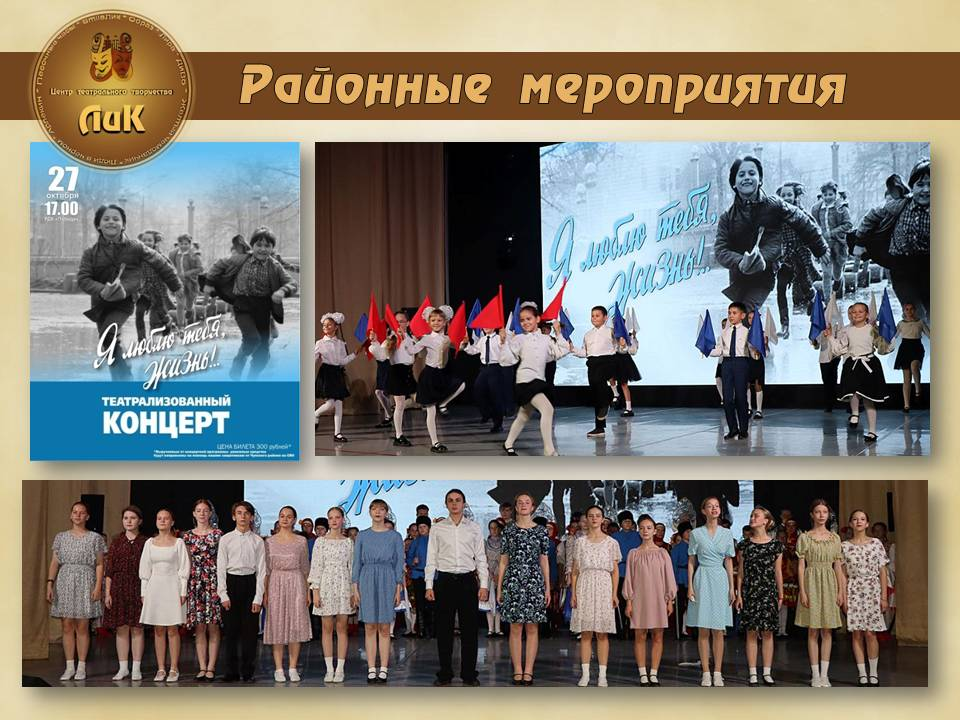 Районные мероприятия
Центр театрального творчества
ЛиК
27
октября
17.00
Я люблю тебя,
Жизнь!...
ТЕАТРАЛИЗОВАННЫЙ
КОНЦЕРТ
ЦЕНА БИЛЕТА 300 рублей*
Я люблю тебя,
Жизнь!...